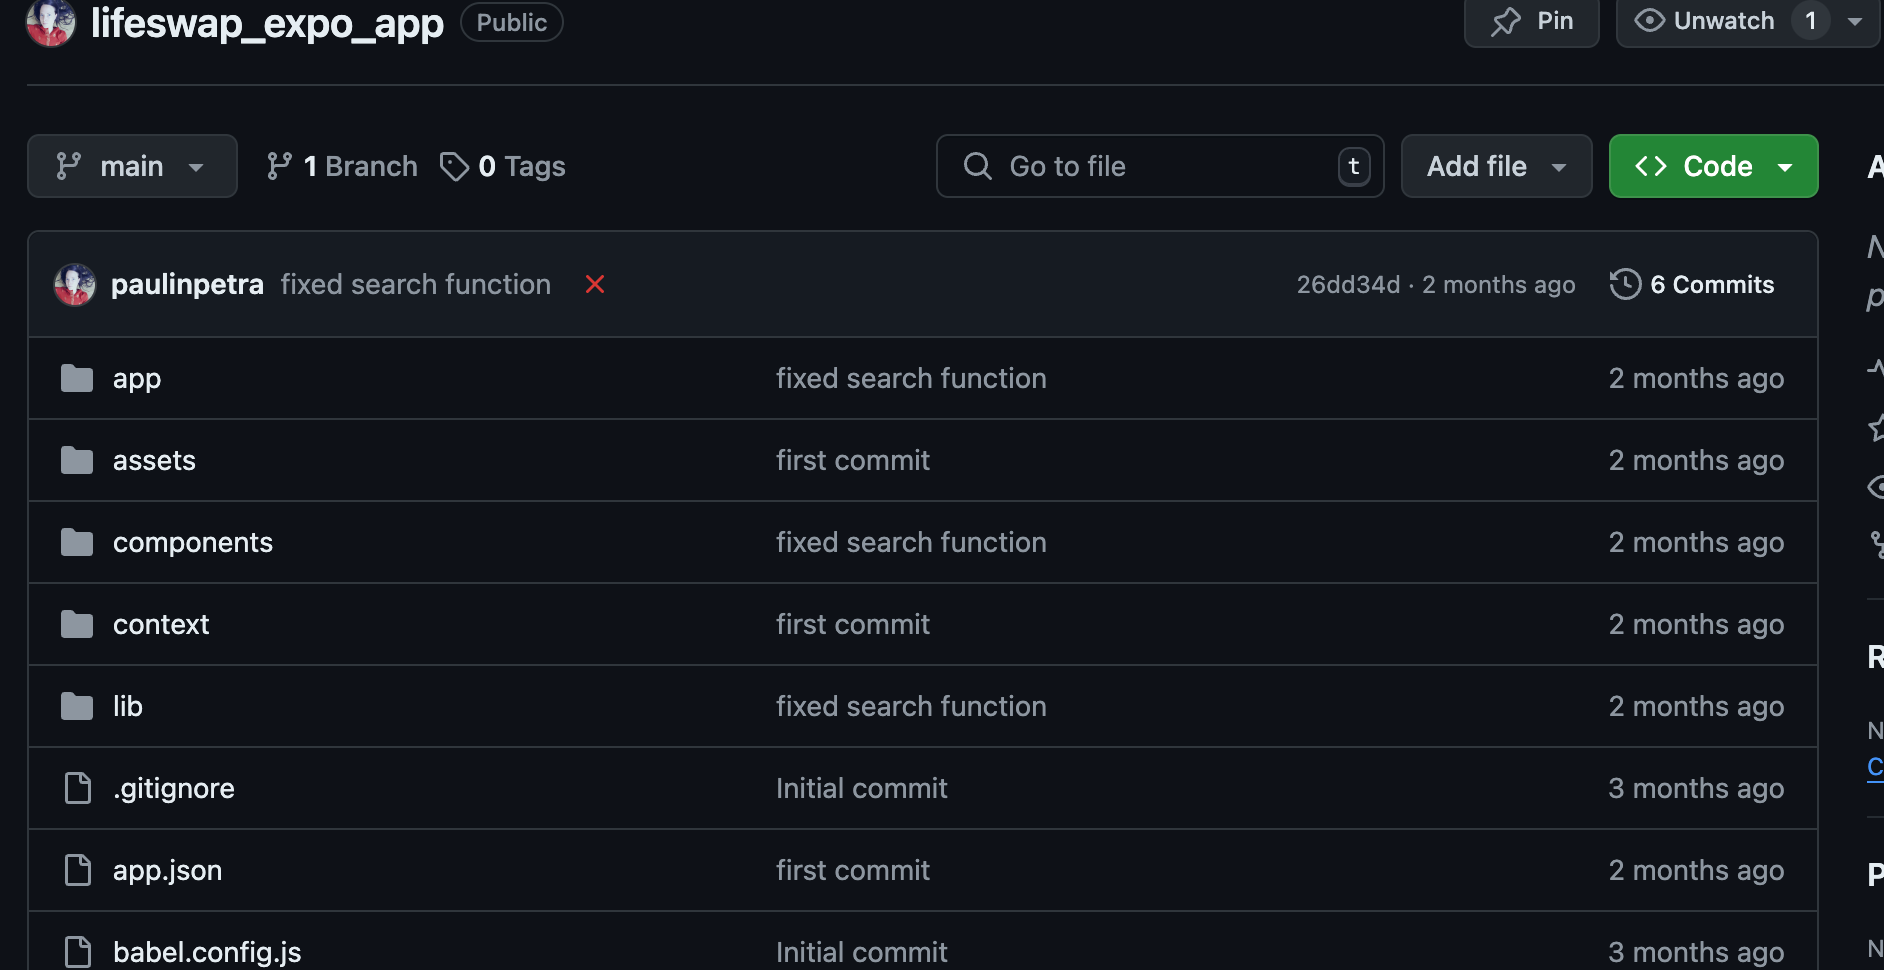 lifeswap_expo_app Public Pin Unwatch 1
main 1 Branch 0 Tags Go to file t Add file Code
paulinpetra fixed search function 26dd34d · 2 months ago 6 Commits
app fixed search function 2 months ago
assets first commit 2 months ago
components fixed search function 2 months ago
context first commit 2 months ago
lib fixed search function 2 months ago
.gitignore Initial commit 3 months ago
app.json first commit 2 months ago
babel.config.js Initial commit 3 months ago